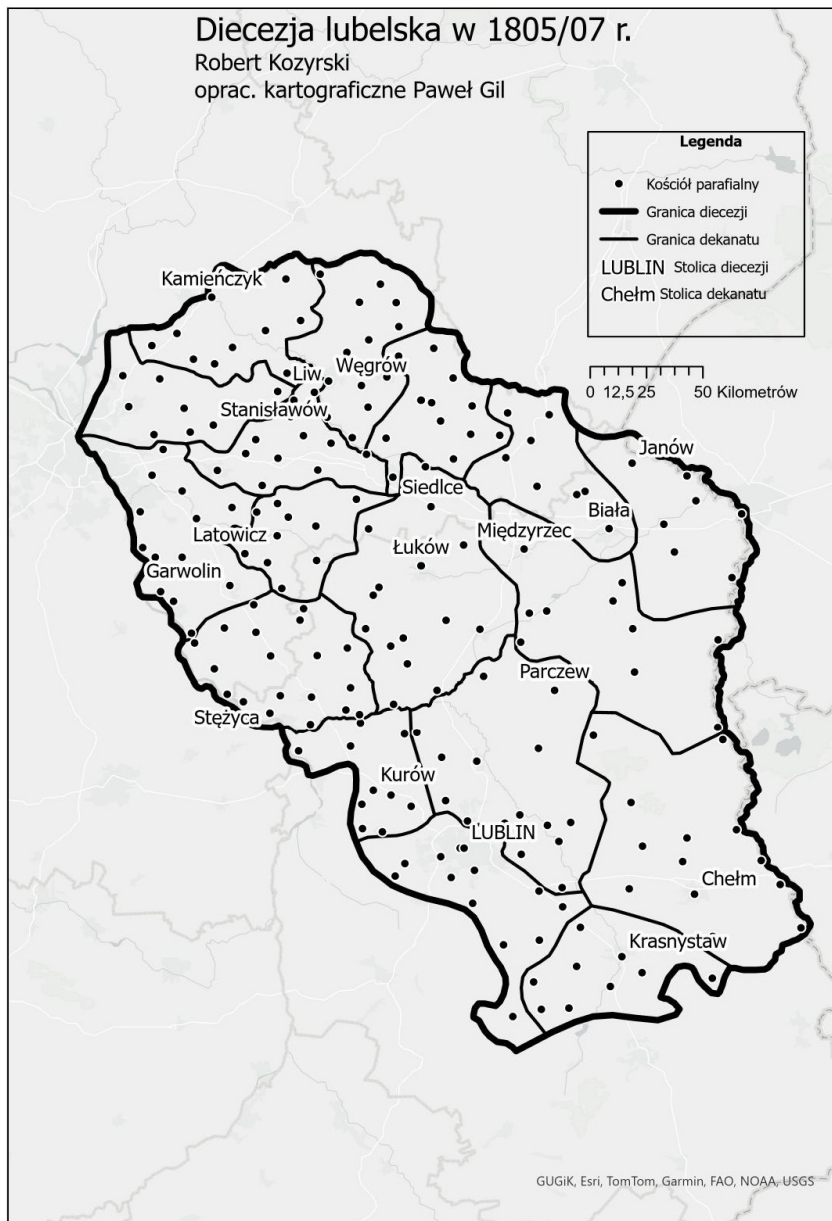 Diecezja lubelska w 1805/07 r.
Robert Kozyrski
oprac. kartograficzne Paweł Gil
Legenda
Kościół parafialny
Granica diecezji
Granica dekanatu
LUBLIN Stolica diecezji
Chełm Stolica dekanatu
0 12,5 25 50 Kilometrów
Kamieńczyk
Liw
Węgrów
Stanisławów
Janów
Siedlce
Biała
Międzyrzec
Latowicz
Łuków
Garwolin
Parczew
Stężyca
Kurów
LUBLIN
Chełm
Krasnystaw
GUGiK, Esri, TomTom, Garmin, FAO, NOAA, USGS